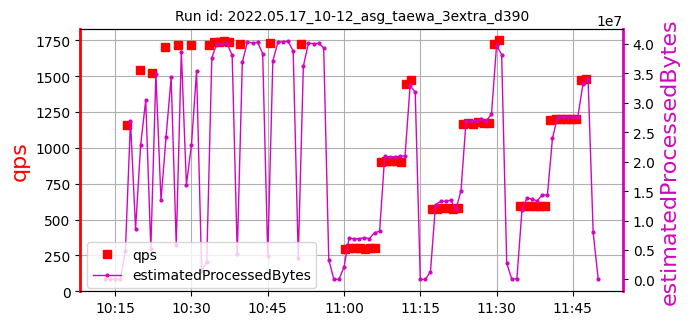 Run id: 2022.05.17_10-12_asg_taewa_3extra_d390
1e7
qps
1750
1500
1250
1000
750
500
250
0
estimatedProcessedBytes
4.0
3.5
3.0
2.5
2.0
1.5
1.0
0.5
0.0
qps
estimatedProcessedBytes
10:15 10:30 10:45 11:00 11:15 11:30 11:45